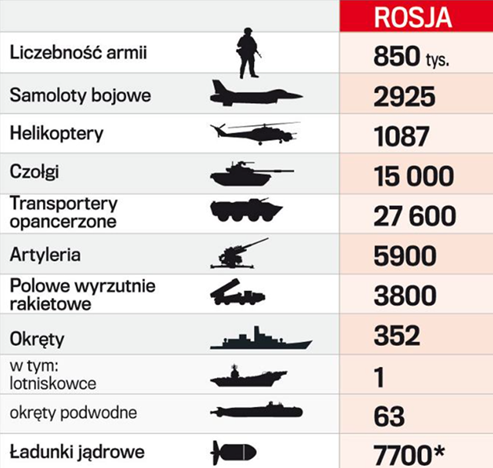 ROSJA
Liczebność armii 850 tys.
Samoloty bojowe 2925
Helikoptery 1087
Czołgi 15 000
Transportery
opancerzone 27 600
Artyleria 5900
Polowe wyrzutnie
rakietowe 3800
Okręty 352
w tym:
lotniskowce 1
okręty podwodne 63
Ładunki jądrowe 7700*